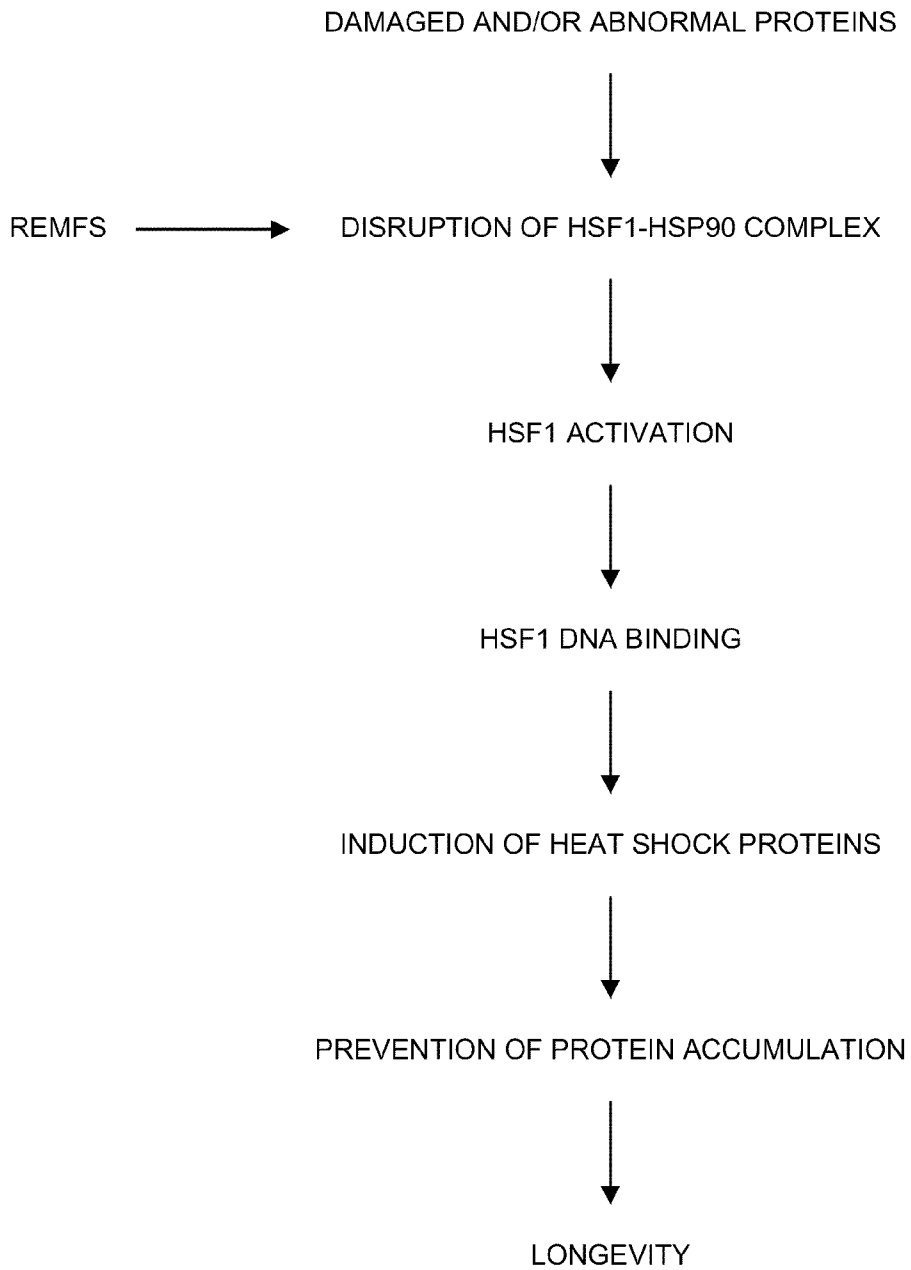 DAMAGED AND/OR ABNORMAL PROTEINS
REMFS
DISRUPTION OF HSF1-HSP90 COMPLEX
HSF1 ACTIVATION
HSF1 DNA BINDING
INDUCTION OF HEAT SHOCK PROTEINS
PREVENTION OF PROTEIN ACCUMULATION
LONGEVITY